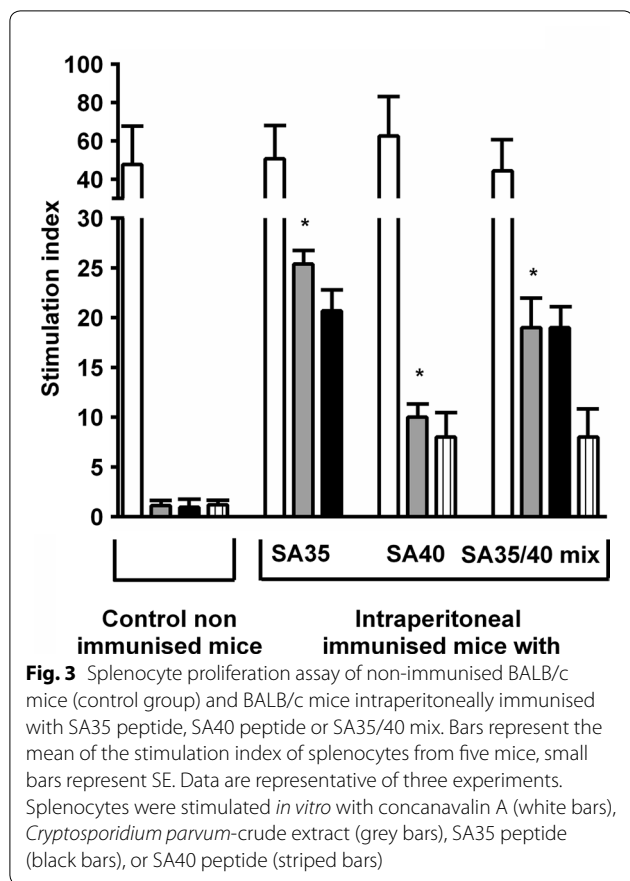 100
80
60
40
30
25
20
15
10
5
0
Stimulation index
*
*
*
SA35 SA40 SA35/40 mix
Control non immunised mice
Intraperitoneal immunised mice with
Fig. 3 Splenocyte proliferation assay of non-immunised BALB/c
mice (control group) and BALB/c mice intraperitoneally immunised
with SA35 peptide, SA40 peptide or SA35/40 mix. Bars represent the
mean of the stimulation index of splenocytes from five mice, small
bars represent SE. Data are representative of three experiments.
Splenocytes were stimulated in vitro with concanavalin A (white bars),
Cryptosporidium parvum-crude extract (grey bars), SA35 peptide
(black bars), or SA40 peptide (striped bars)